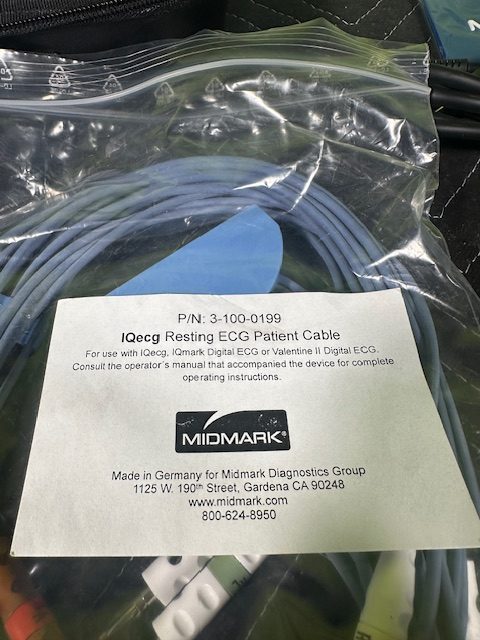 P/N: 3-100-0199
IQecg Resting ECG Patient Cable
For use with IQecg, IQmark Digital ECG or Valentine II Digital ECG.
Consult the operator's manual that accompanied the device for complete
operating instructions.
MIDMARK®
Made in Germany for Midmark Diagnostics Group
1125 W. 190th Street, Gardena CA 90248
www.midmark.com
800-624-8950